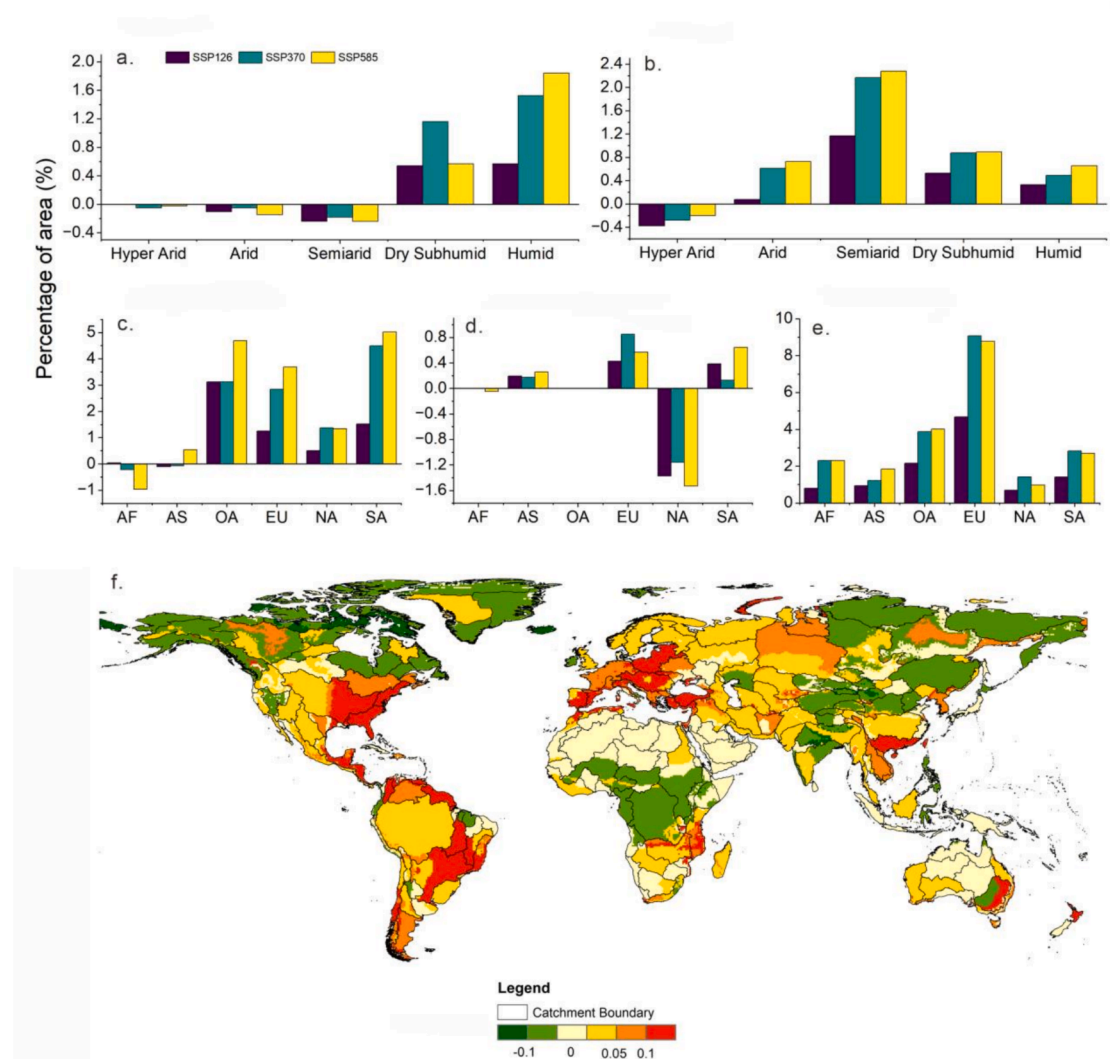 a.
SSP126 SSP370 SSP585
2.0
1.6
1.2
0.8
0.4
0.0
−0.4
Hyper Arid Arid Semiarid Dry Subhumid Humid
b.
2.4
2.0
1.6
1.2
0.8
0.4
0.0
−0.4
Hyper Arid Arid Semiarid Dry Subhumid Humid
Percentage of area (%)
c.
5
4
3
2
1
0
−1
AF AS OA EU NA SA
d.
0.8
0.4
0.0
−0.4
−0.8
−1.2
−1.6
AF AS OA EU NA SA
e.
10
8
6
4
2
0
AF AS OA EU NA SA
f.
Legend
Catchment Boundary
-0.1 0 0.05 0.1